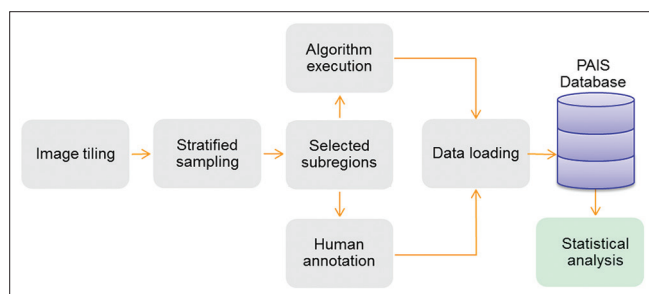 Algorithm
execution
PAIS
Database
Image tiling
Stratified
sampling
Selected
subregions
Data loading
Human
annotation
Statistical
analysis